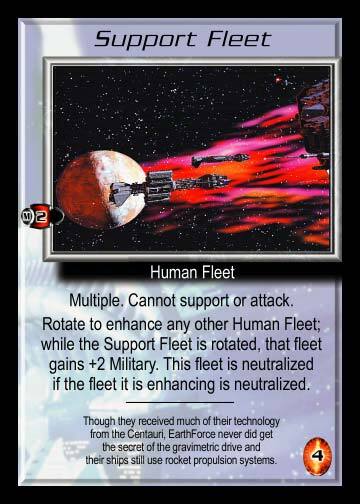 Support Fleet
2
Human Fleet
Multiple. Cannot support or attack.
Rotate to enhance any other Human Fleet;
while the Support Fleet is rotated, that fleet
gains +2 Military. This fleet is neutralized
if the fleet it is enhancing is neutralized.
Though they received much of their technology
from the Centauri, EarthForce never did get
the secret of the gravimetric drive and
their ships still use rocket propulsion systems.
4